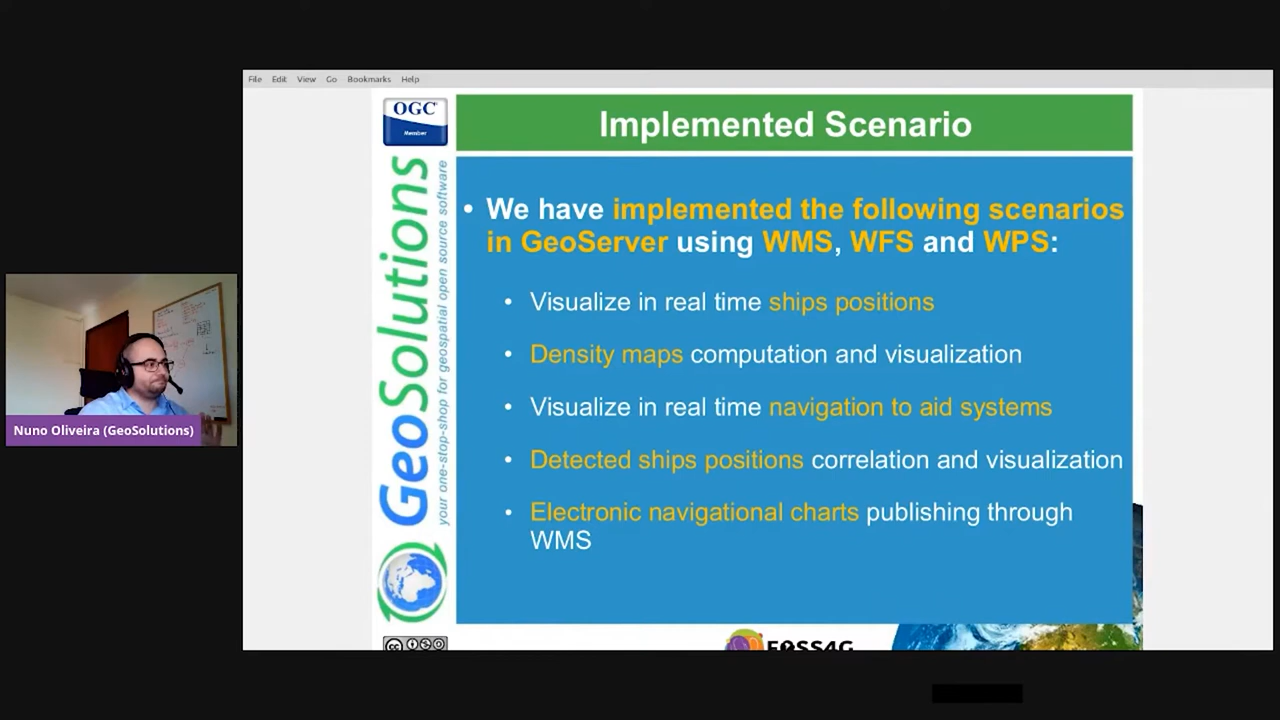 File Edit View Go Bookmarks Help
OGC
Member
GeoSolutions
your one-stop-shop for geospatial open source software
Implemented Scenario
• We have implemented the following scenarios
in GeoServer using WMS, WFS and WPS:
• Visualize in real time ships positions
• Density maps computation and visualization
• Visualize in real time navigation to aid systems
• Detected ships positions correlation and visualization
• Electronic navigational charts publishing through
WMS
Nuno Oliveira (GeoSolutions)
FOSS4G